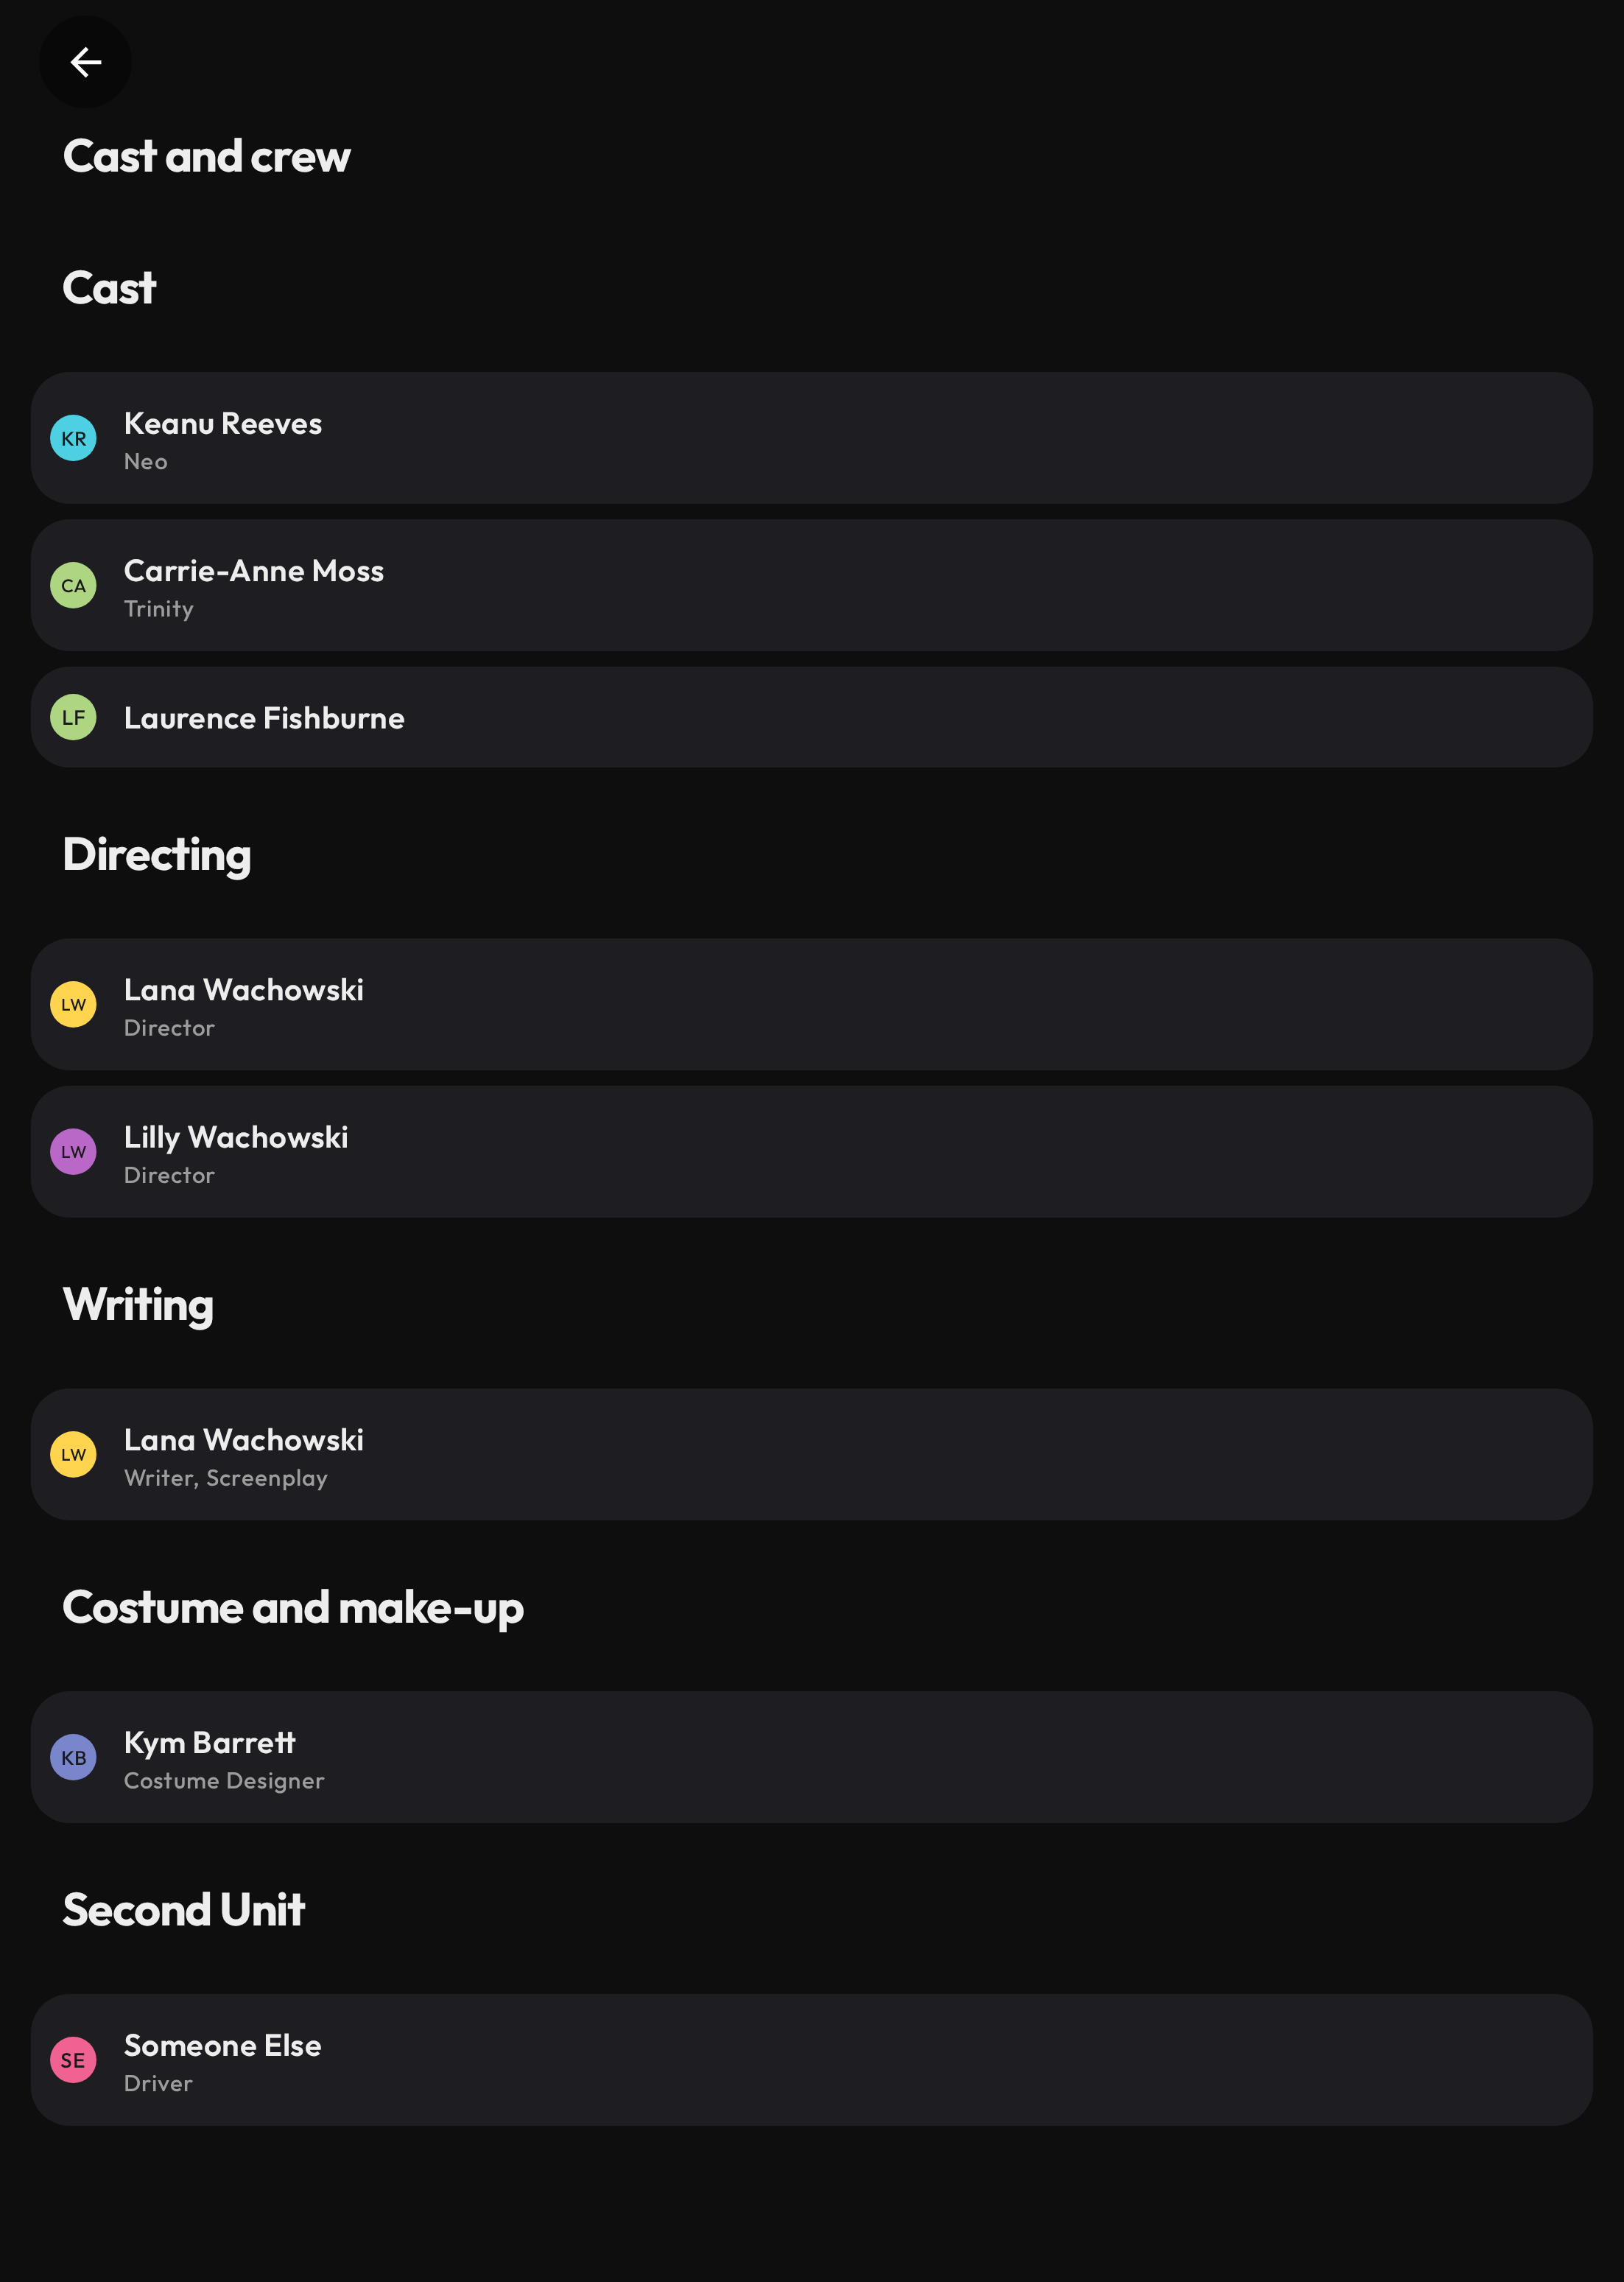 Cast and crew
Cast
KR
Keanu Reeves
Neo
CA
Carrie-Anne Moss
Trinity
LF
Laurence Fishburne
Directing
LW
Lana Wachowski
Director
LW
Lilly Wachowski
Director
Writing
LW
Lana Wachowski
Writer, Screenplay
Costume and make-up
KB
Kym Barrett
Costume Designer
Second Unit
SE
Someone Else
Driver